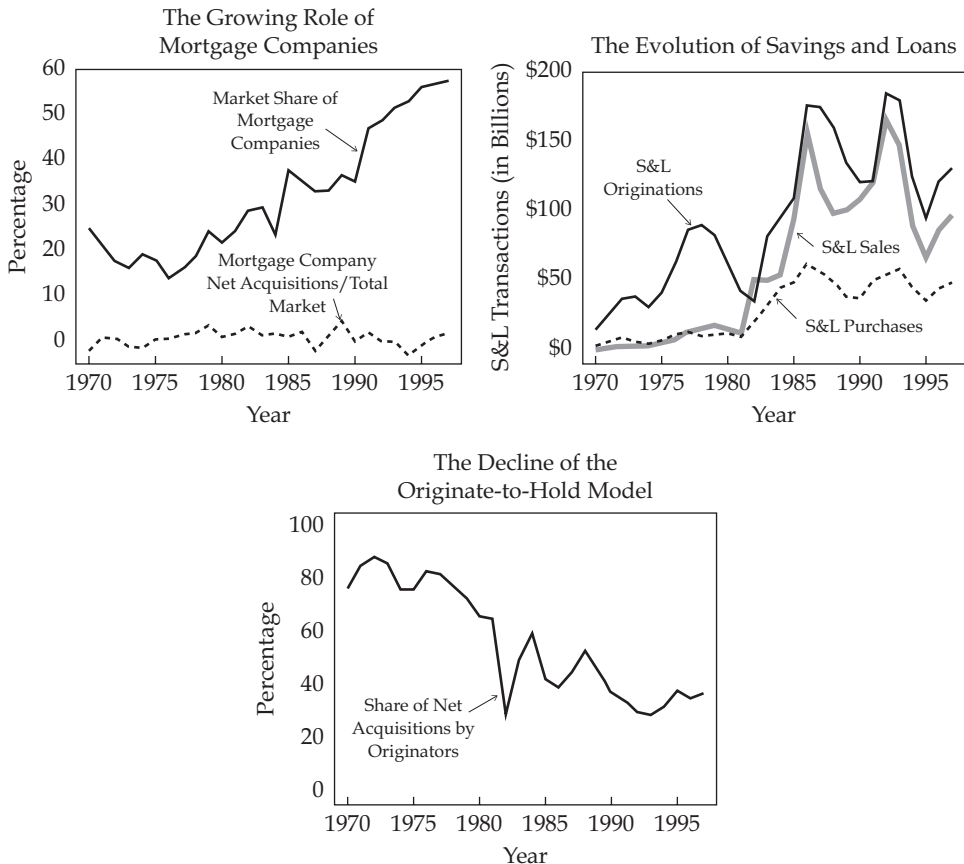 The Growing Role of
Mortgage Companies
Percentage
60
50
40
30
20
10
0
Market Share of
Mortgage
Companies
Mortgage Company
Net Acquisitions/Total
Market
1970 1975 1980 1985 1990 1995
Year
The Evolution of Savings and Loans
S&L Transactions (in Billions)
$200
$150
$100
$50
$0
S&L
Originations
S&L Sales
S&L Purchases
1970 1975 1980 1985 1990 1995
Year
The Decline of the
Originate-to-Hold Model
Percentage
100
80
60
40
20
0
Share of Net
Acquisitions by
Originators
1970 1975 1980 1985 1990 1995
Year